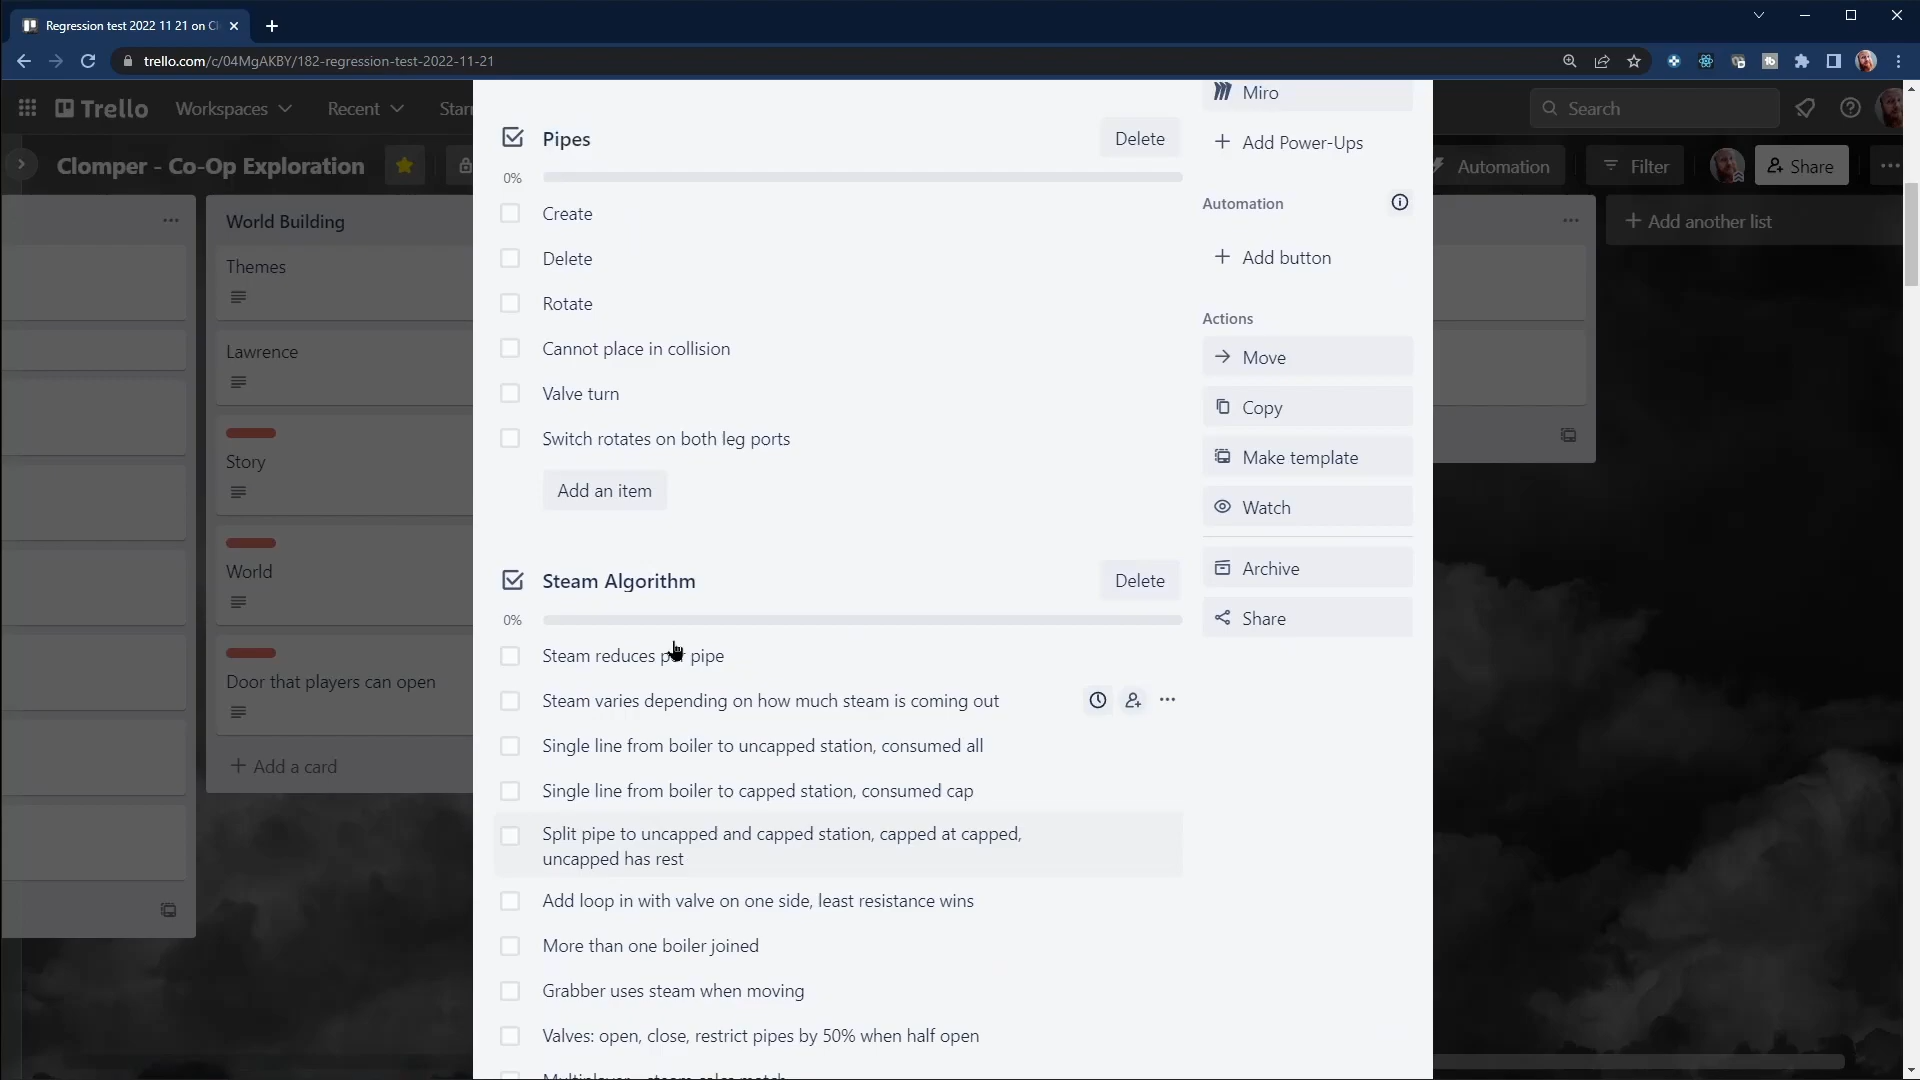 Regression test 2022 11 21 on Cl
trello.com/c/04MgAKBY/182-regression-test-2022-11-21
Trello
Workspaces
Recent
Starr
Search
Clomper - Co-Op Exploration
Automation
Filter
Share
World Building
Themes
Lawrence
Story
World
Door that players can open
+ Add a card
+ Add another list
Pipes
Delete
0%
Create
Delete
Rotate
Cannot place in collision
Valve turn
Switch rotates on both leg ports
Add an item
Steam Algorithm
Delete
0%
Steam reduces per pipe
Steam varies depending on how much steam is coming out
Single line from boiler to uncapped station, consumed all
Single line from boiler to capped station, consumed cap
Split pipe to uncapped and capped station, capped at capped,
uncapped has rest
Add loop in with valve on one side, least resistance wins
More than one boiler joined
Grabber uses steam when moving
Valves: open, close, restrict pipes by 50% when half open
Miro
+ Add Power-Ups
Automation
+ Add button
Actions
Move
Copy
Make template
Watch
Archive
Share